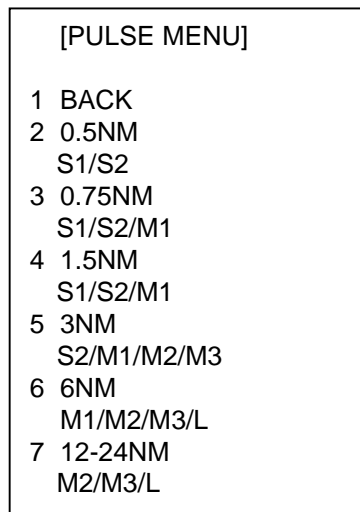 [PULSE MENU]
1 BACK
2 0.5NM
S1/S2
3 0.75NM
S1/S2/M1
4 1.5NM
S1/S2/M1
5 3NM
S2/M1/M2/M3
6 6NM
M1/M2/M3/L
7 12-24NM
M2/M3/L